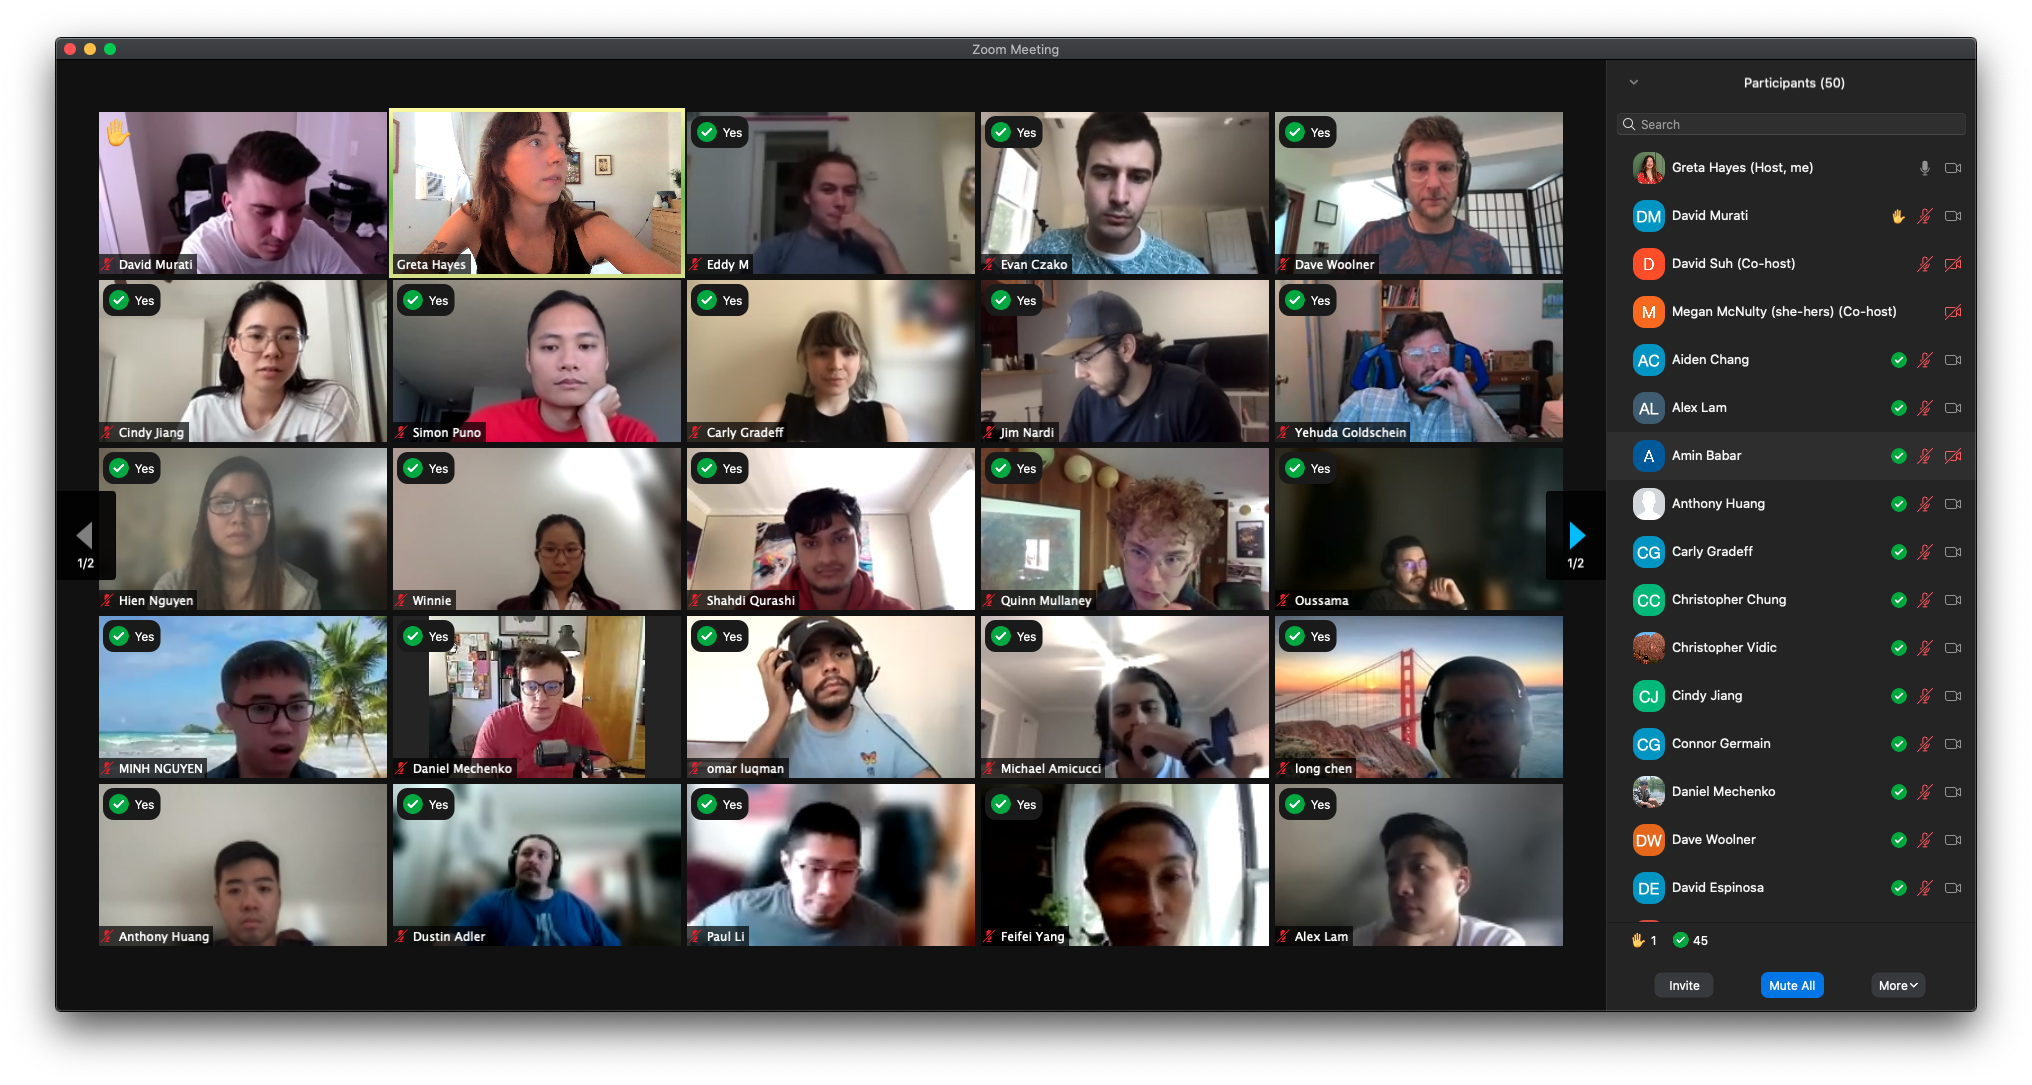 Zoom Meeting
David Murati
Greta Hayes
Yes
Eddy M
Yes
Evan Czako
Yes
Dave Woolner
Yes
Cindy Jiang
Yes
Simon Puno
Yes
Carly Gradeff
Yes
Jim Nardi
Yes
Yehuda Goldschein
Yes
Hien Nguyen
Yes
Winnie
Yes
Shahdi Qurashi
Yes
Quinn Mullaney
Yes
Oussama
1/2
1/2
Yes
MINH NGUYEN
Yes
Daniel Mechenko
Yes
omar luqman
Yes
Michael Amicucci
Yes
long chen
Yes
Anthony Huang
Yes
Dustin Adler
Yes
Paul Li
Yes
Feifei Yang
Yes
Alex Lam
Participants (50)
Search
Greta Hayes (Host, me)
DM David Murati
D David Suh (Co-host)
M Megan McNulty (she-hers) (Co-host)
AC Aiden Chang
AL Alex Lam
A Amin Babar
Anthony Huang
CG Carly Gradeff
CC Christopher Chung
Christopher Vidic
CJ Cindy Jiang
CG Connor Germain
Daniel Mechenko
DW Dave Woolner
DE David Espinosa
1 45
Invite Mute All More